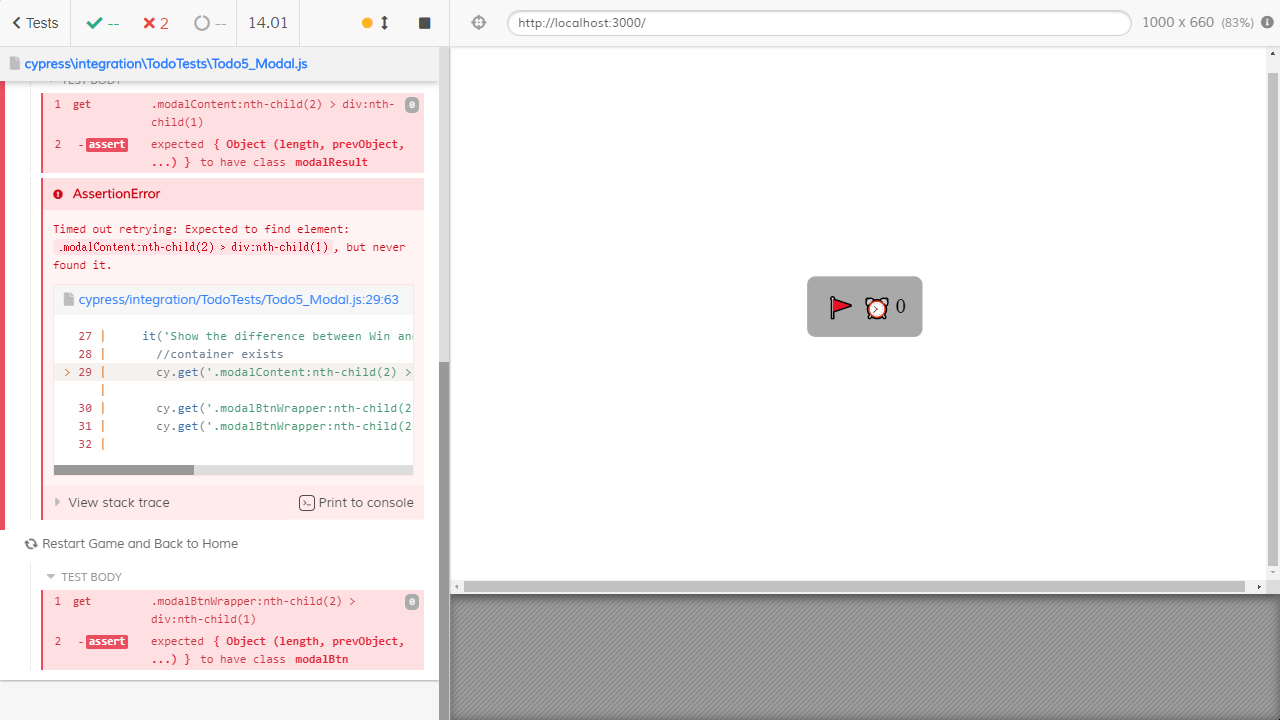 Tests
--
2
--
14.01
http://localhost:3000/
1000 x 660 (83%)
cypress\integration\TodoTests\Todo5_Modal.js
TEST BODY
1 get .modalContent:nth-child(2) > div:nth-
child(1)
0
2 -assert expected { Object (length, prevObject,
...) } to have class modalResult
AssertionError
Timed out retrying: Expected to find element:
.modalContent:nth-child(2) > div:nth-child(1) , but never
found it.
cypress/integration/TodoTests/Todo5_Modal.js:29:63
27 | it('Show the difference between Win an
28 | //container exists
> 29 | cy.get('.modalContent:nth-child(2) >
|
30 | cy.get('.modalBtnWrapper:nth-child(2
31 | cy.get('.modalBtnWrapper:nth-child(2
32 |
View stack trace
Print to console
Restart Game and Back to Home
TEST BODY
1 get .modalBtnWrapper:nth-child(2) >
div:nth-child(1)
0
2 -assert expected { Object (length, prevObject,
...) } to have class modalBtn
0